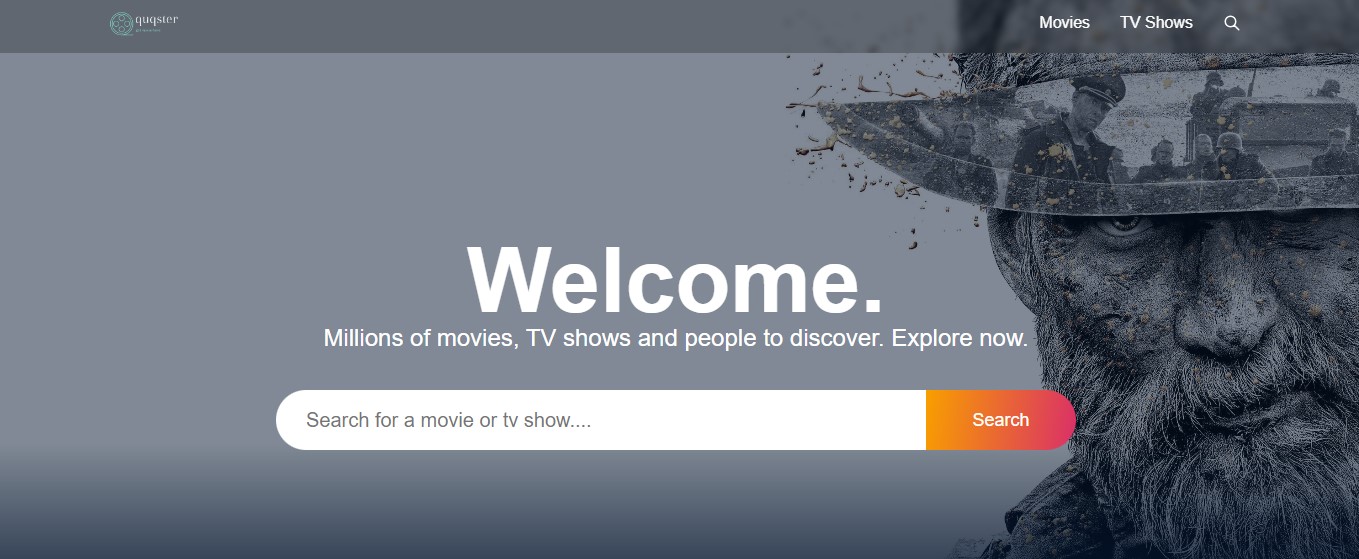 quqster
Movies
TV Shows
Welcome.
Millions of movies, TV shows and people to discover. Explore now.
Search for a movie or tv show....
Search